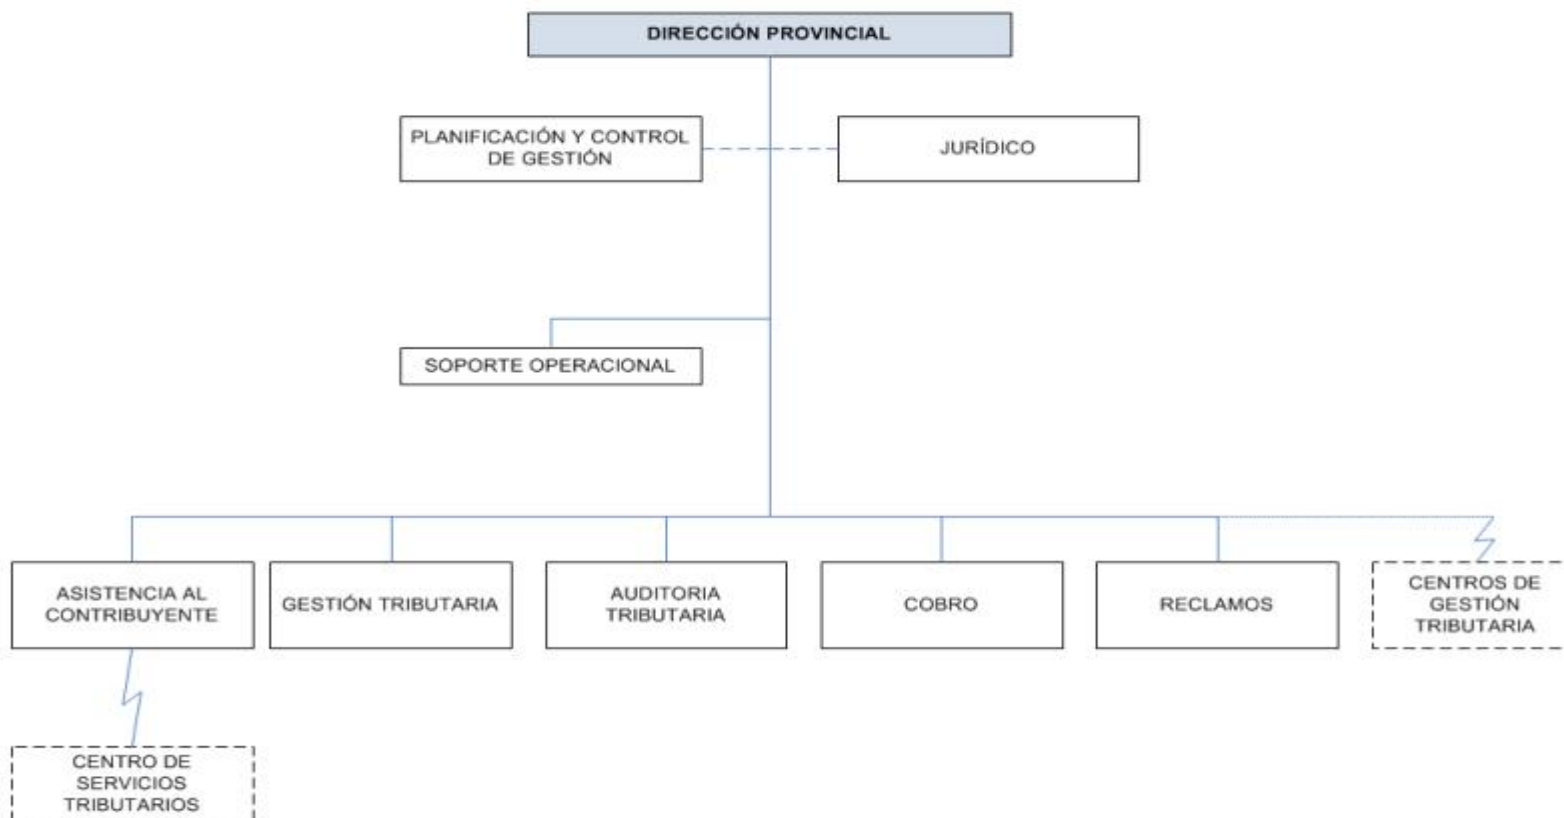 DIRECCIÓN PROVINCIAL
PLANIFICACIÓN Y CONTROL
DE GESTIÓN
JURÍDICO
SOPORTE OPERACIONAL
ASISTENCIA AL
CONTRIBUYENTE
GESTIÓN TRIBUTARIA
AUDITORIA
TRIBUTARIA
COBRO
RECLAMOS
CENTROS DE
GESTIÓN
TRIBUTARIA
CENTRO DE
SERVICIOS
TRIBUTARIOS